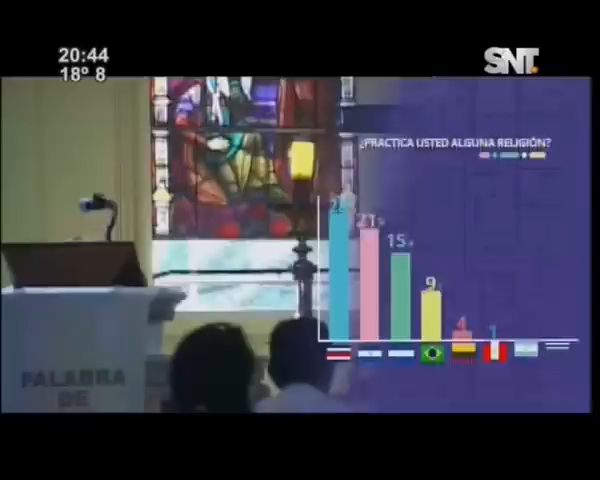 20:44
18° 8
SNT.
¿PRACTICA USTED ALGUNA RELIGIÓN?
21
15
9
4
1
PALABRA
DE